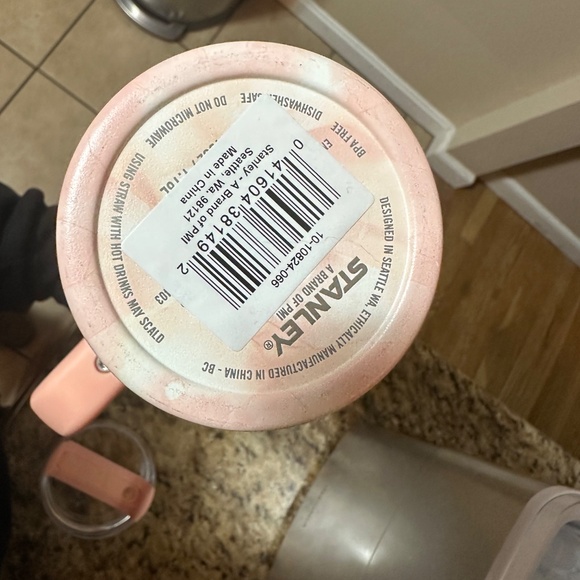 STANLEY®
A BRAND OF PMI
DESIGNED IN SEATTLE WA, ETHICALLY MANUFACTURED IN CHINA - BC
USING STRAW WITH HOT DRINKS MAY SCALD
DO NOT MICROWAVE
DISHWASHER SAFE
BPA FREE
EJ
103
10-10824-066
0 41604 38149 2
Stanley - A Brand of PMI
Seattle, Wa. 98121
Made in China